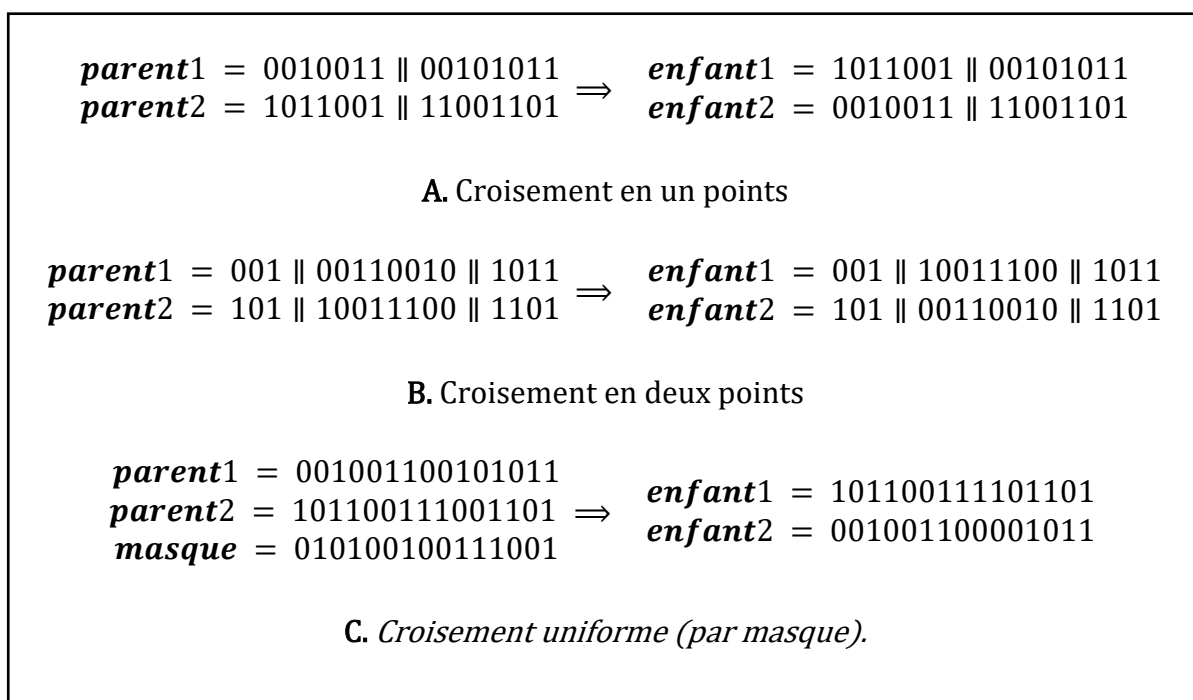 parent1 = 0010011 ‖ 00101011 ⟹ enfant1 = 1011001 ‖ 00101011
parent2 = 1011001 ‖ 11001101 enfant2 = 0010011 ‖ 11001101
A. Croisement en un points
parent1 = 001 ‖ 00110010 ‖ 1011 ⟹ enfant1 = 001 ‖ 10011100 ‖ 1011
parent2 = 101 ‖ 10011100 ‖ 1101 enfant2 = 101 ‖ 00110010 ‖ 1101
B. Croisement en deux points
parent1 = 001001100101011
parent2 = 101100111001101 ⟹
masque = 010100100111001
enfant1 = 101100111101101
enfant2 = 001001100001011
C. Croisement uniforme (par masque).